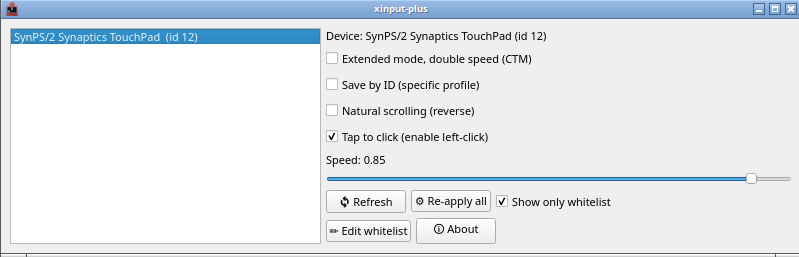 xinput-plus
SynPS/2 Synaptics TouchPad (id 12)
Device: SynPS/2 Synaptics TouchPad (id 12)
Extended mode, double speed (CTM)
Save by ID (specific profile)
Natural scrolling (reverse)
Tap to click (enable left-click)
Speed: 0.85
Refresh
Re-apply all
Show only whitelist
Edit whitelist
About